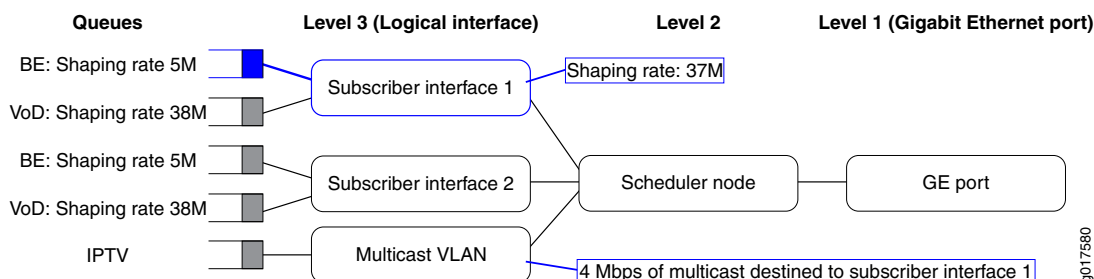 Queues Level 3 (Logical interface) Level 2 Level 1 (Gigabit Ethernet port)
BE: Shaping rate 5M
Subscriber interface 1
Shaping rate: 37M
VoD: Shaping rate 38M
BE: Shaping rate 5M
Subscriber interface 2
Scheduler node
GE port
VoD: Shaping rate 38M
IPTV
Multicast VLAN
4 Mbps of multicast destined to subscriber interface 1
g017580